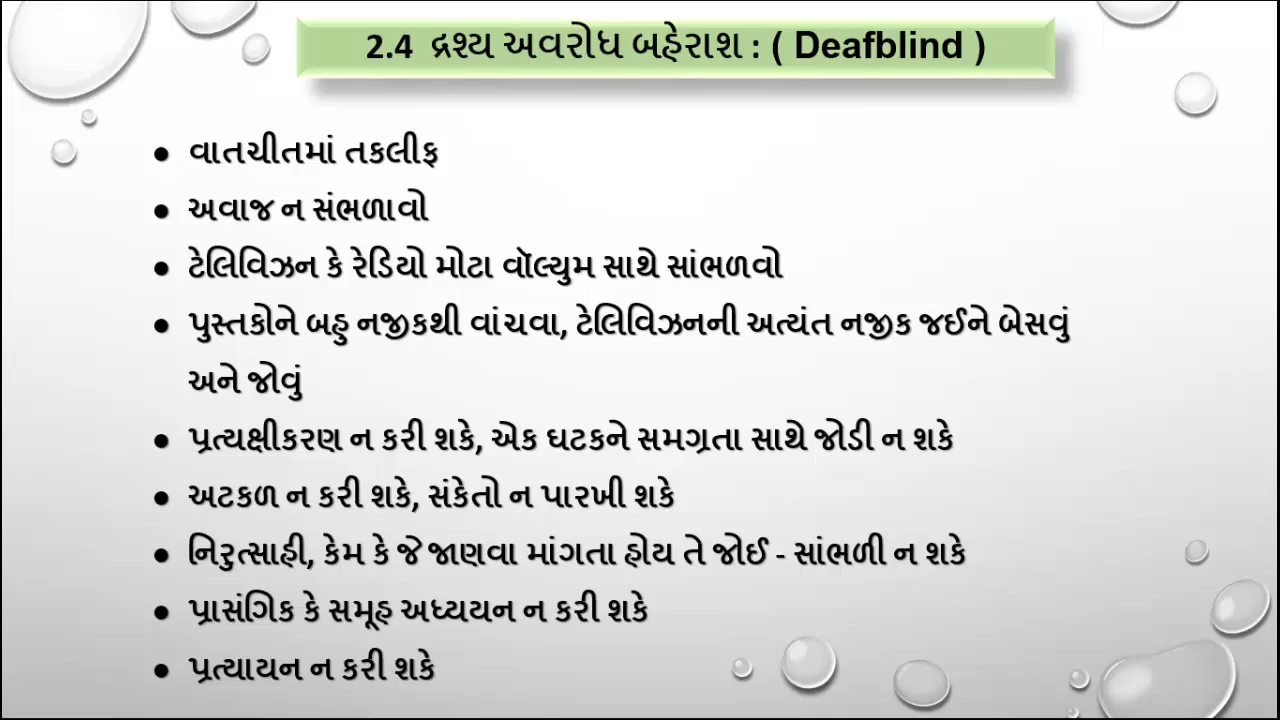 2.4 દ્રશ્ય અવરોધ બહેરાશ : ( Deafblind )
● વાતચીતમાં તકલીફ
● અવાજ ન સંભળાવો
● ટેલિવિઝન કે રેડિયો મોટા વૉલ્યુમ સાથે સાંભળવો
● પુસ્તકોને બહુ નજીકથી વાંચવા, ટેલિવિઝનની અત્યંત નજીક જઈને બેસવું
અને જોવું
● પ્રત્યક્ષીકરણ ન કરી શકે, એક ઘટકને સમગ્રતા સાથે જોડી ન શકે
● અટકળ ન કરી શકે, સંકેતો ન પારખી શકે
● નિરુત્સાહી, કેમ કે જે જાણવા માંગતા હોય તે જોઈ - સાંભળી ન શકે
● પ્રાસંગિક કે સમૂહ અધ્યયન ન કરી શકે
● પ્રત્યાયન ન કરી શકે